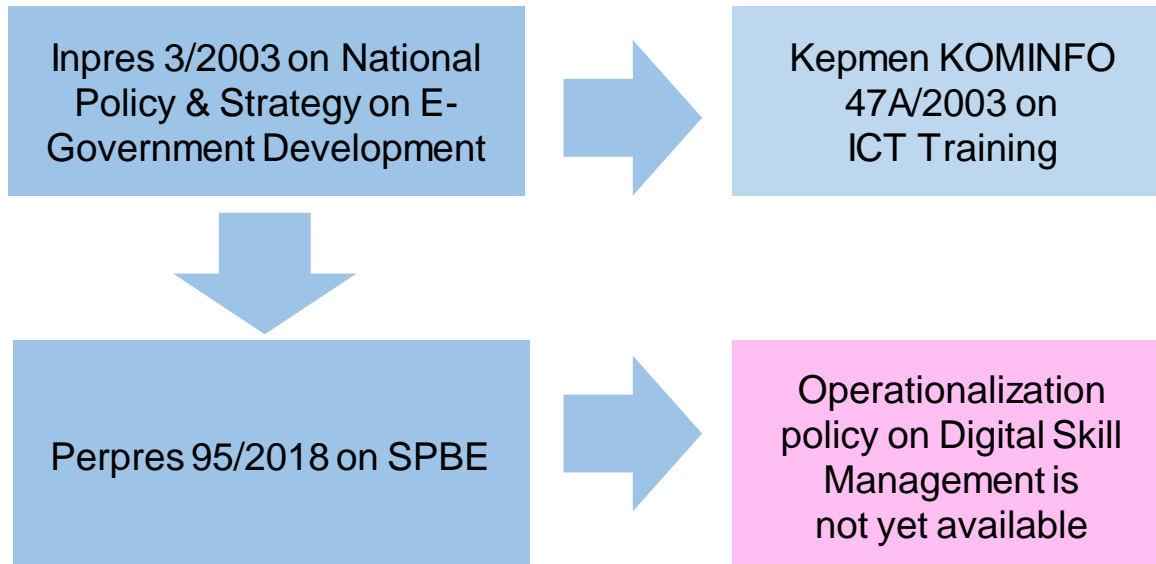 Inpres 3/2003 on National
Policy & Strategy on E-
Government Development
Kepmen KOMINFO
47A/2003 on
ICT Training
Perpres 95/2018 on SPBE
Operationalization
policy on Digital Skill
Management is
not yet available